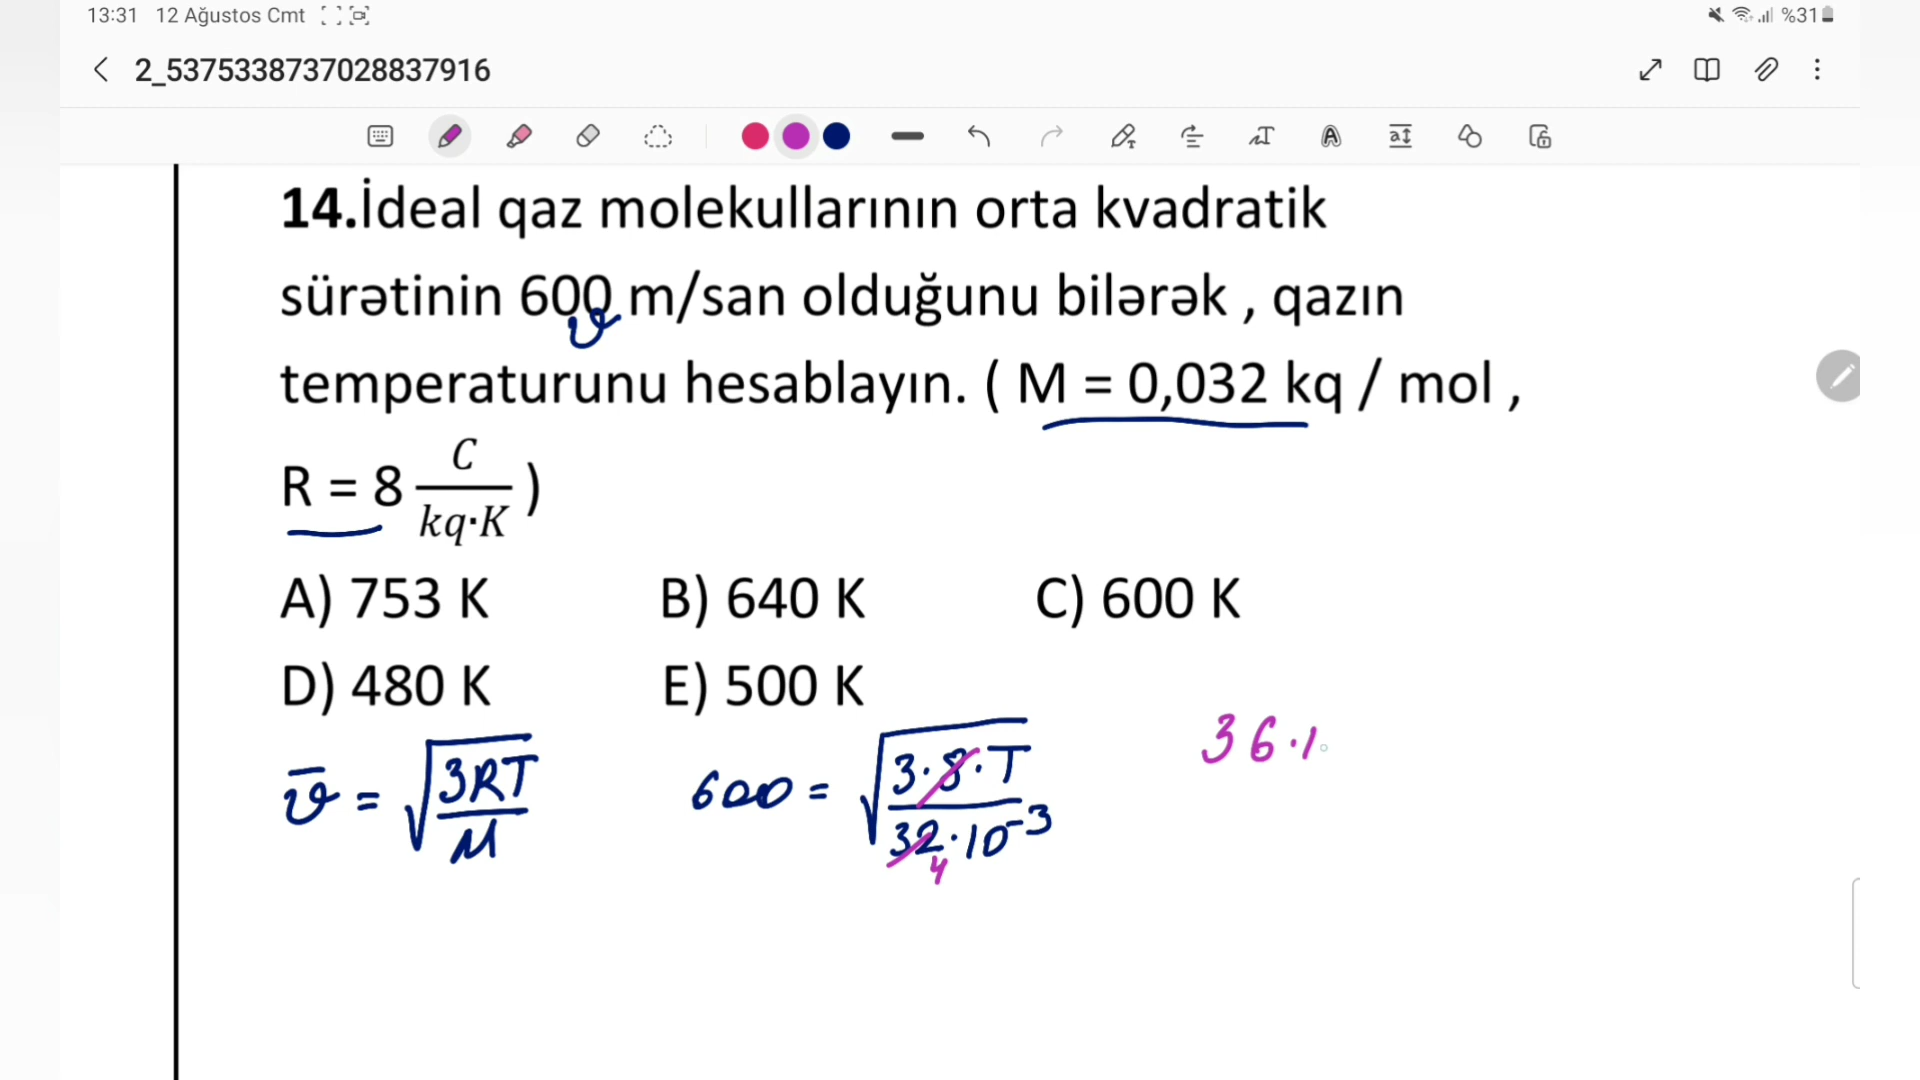 13:31 12 Ağustos Cmt %31
2_5375338737028837916
14.İdeal qaz molekullarının orta kvadratik
sürətinin 600 m/san olduğunu bilərək , qazın
ϑ
temperaturunu hesablayın. ( M = 0,032 kq / mol ,
R = 8 C/kq·K )
A) 753 K B) 640 K C) 600 K
D) 480 K E) 500 K
ϑ̅ = √(3RT/M) 600 = √(3·8·T/32·10⁻³) 36·1
4